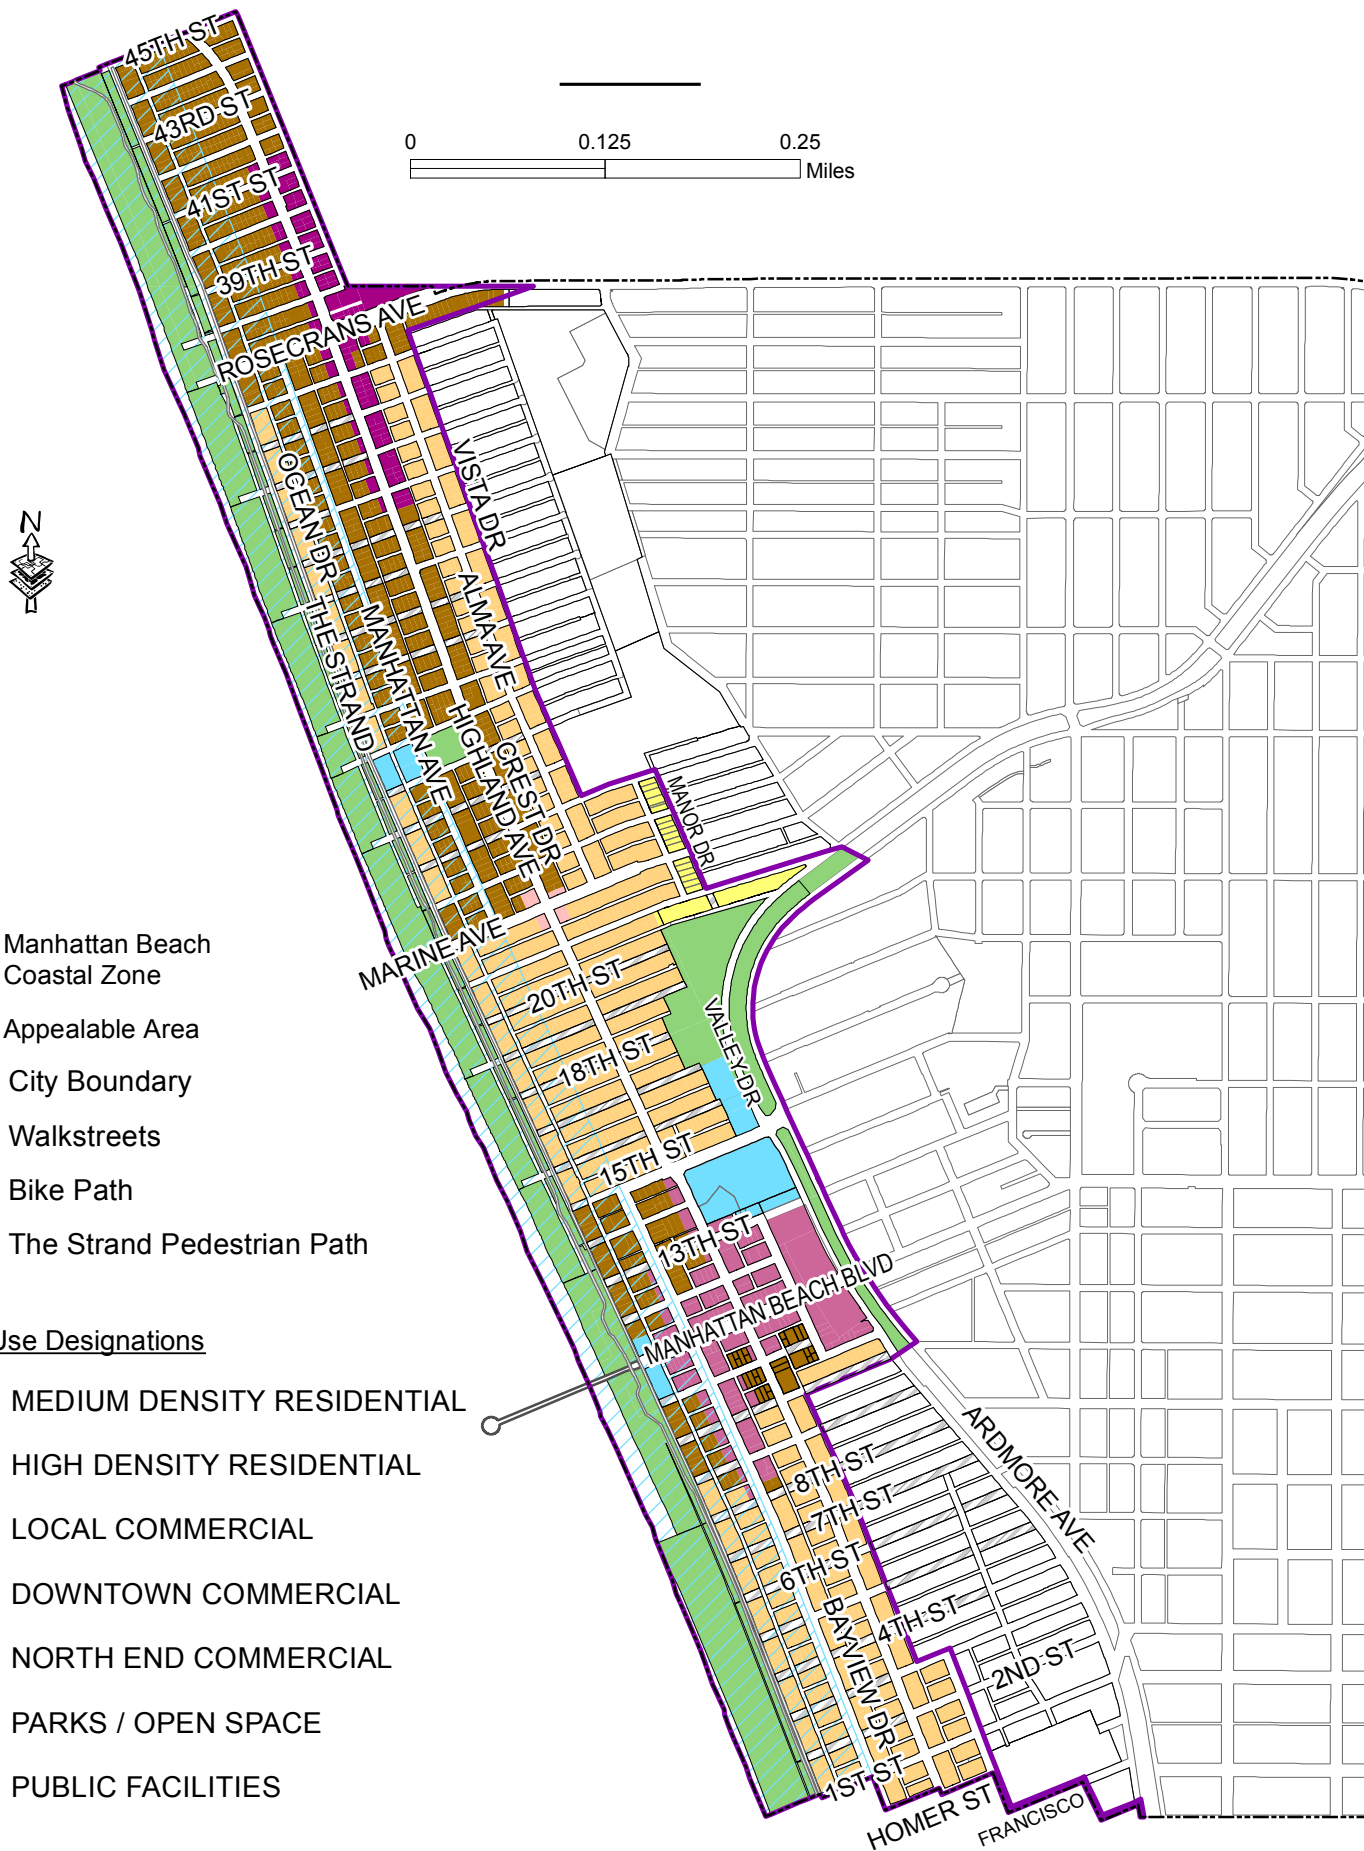 45TH ST
43RD ST
41ST ST
39TH ST
0 0.125 0.25
Miles
ROSECRANS AVE
VISTA DR
OCEAN DR
N
THE STRAND
MANHATTAN AVE
ALMA AVE
HIGHLAND AVE
CREST DR
MANOR DR
MARINE AVE
20TH ST
18TH ST
VALLEY DR
15TH ST
13TH ST
MANHATTAN BEACH BLVD
Manhattan Beach
Coastal Zone
Appealable Area
City Boundary
Walkstreets
Bike Path
The Strand Pedestrian Path
Use Designations
MEDIUM DENSITY RESIDENTIAL
HIGH DENSITY RESIDENTIAL
LOCAL COMMERCIAL
DOWNTOWN COMMERCIAL
NORTH END COMMERCIAL
PARKS / OPEN SPACE
PUBLIC FACILITIES
ARDMORE AVE
8TH ST
7TH ST
6TH ST
4TH ST
2ND ST
BAYVIEW DR
1ST ST
HOMER ST
FRANCISCO